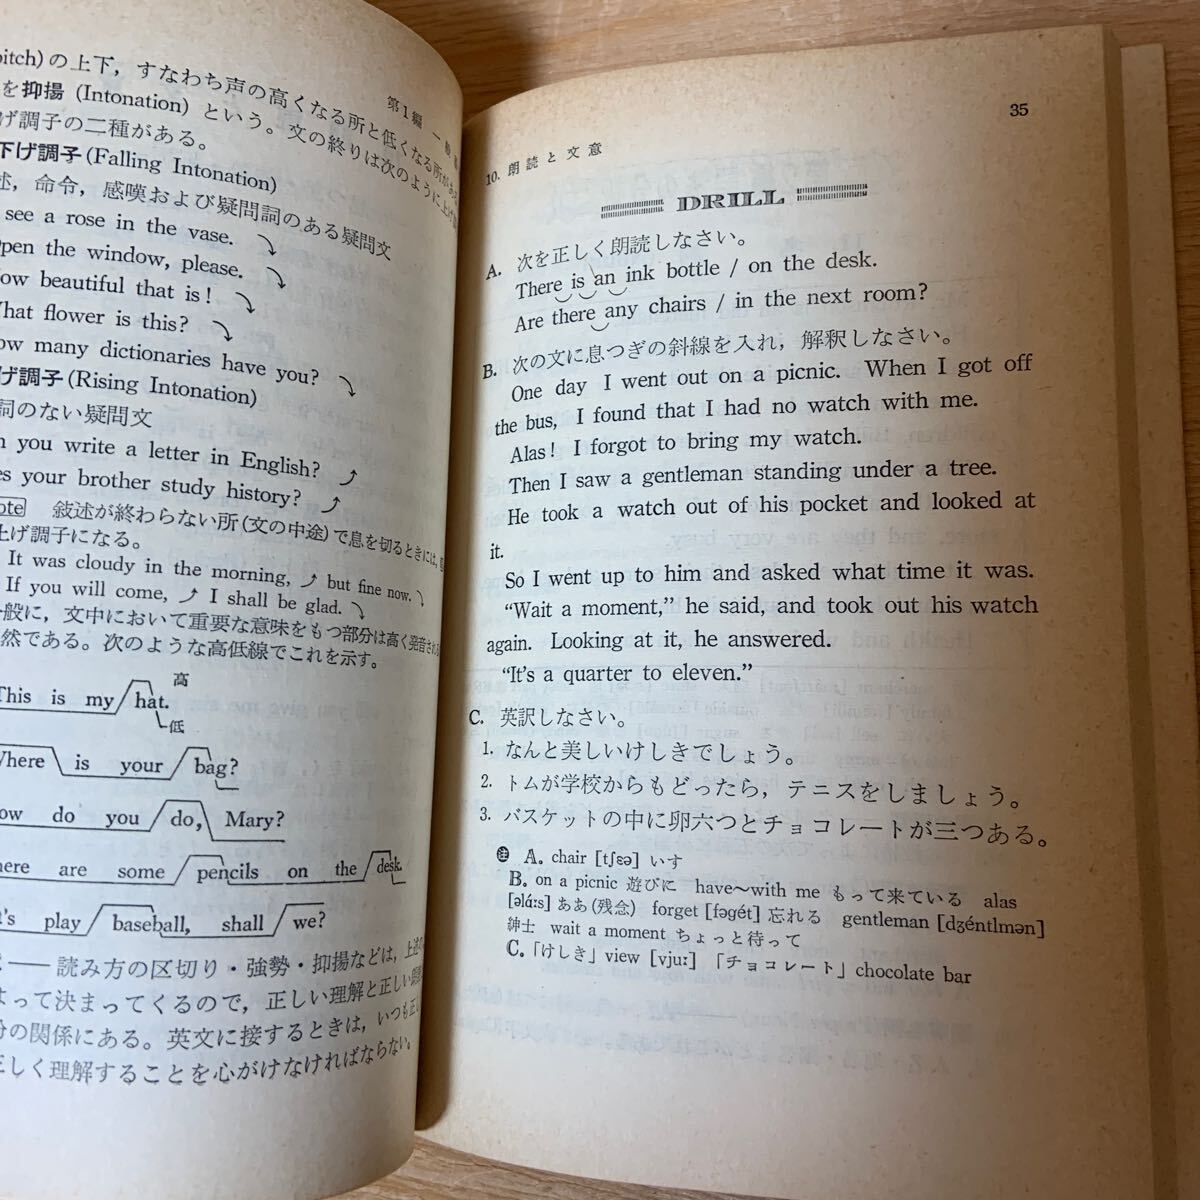 第1編 一般
pitch)の上下，すなわち声の高くなる所と低くなる所がある
を抑揚 (Intonation) という。文の終りは次のように上げ
げ調子の二種がある。
下げ調子(Falling Intonation)
述，命令，感嘆および疑問詞のある疑問文
see a rose in the vase.
Open the window, please.
How beautiful that is!
What flower is this?
How many dictionaries have you?
げ調子(Rising Intonation)
詞のない疑問文
n you write a letter in English?
es your brother study history?
ote 敍述が終わらない所(文の中途)で息を切るときには，
上げ調子になる。
It was cloudy in the morning, but fine now.
If you will come, I shall be glad.
一般に，文中において重要な意味をもつ部分は高く発音され
然である。次のような高低線でこれを示す。
高
This is my hat.
低
Where is your bag?
ow do you do, Mary?
here are some pencils on the desk.
t's play baseball, shall we?
——読み方の区切り・強勢・抑揚などは，上述の
よって決まってくるので，正しい理解と正しい
分の関係にある。英文に接するときは，いつも正し
正しく理解することを心がけなければならない。
35
10. 朗読と文意
DRILL
A. 次を正しく朗読しなさい。
There is an ink bottle / on the desk.
Are there any chairs / in the next room?
B. 次の文に息つぎの斜線を入れ，解釈しなさい。
One day I went out on a picnic. When I got off
the bus, I found that I had no watch with me.
Alas! I forgot to bring my watch.
Then I saw a gentleman standing under a tree.
He took a watch out of his pocket and looked at
it.
So I went up to him and asked what time it was.
“Wait a moment,” he said, and took out his watch
again. Looking at it, he answered.
“It's a quarter to eleven.”
C. 英訳しなさい。
1. なんと美しいけしきでしょう。
2. トムが学校からもどったら，テニスをしましょう。
3. バスケットの中に卵六つとチョコレートが三つある。
注 A. chair [tʃɛə] いす
B. on a picnic 遊びに have〜with me もって来ている alas
[əlάːs] ああ(残念) forget [fəgét] 忘れる gentleman [dʒéntlmən]
紳士 wait a moment ちょっと待って
C.「けしき」view [vjuː] 「チョコレート」chocolate bar